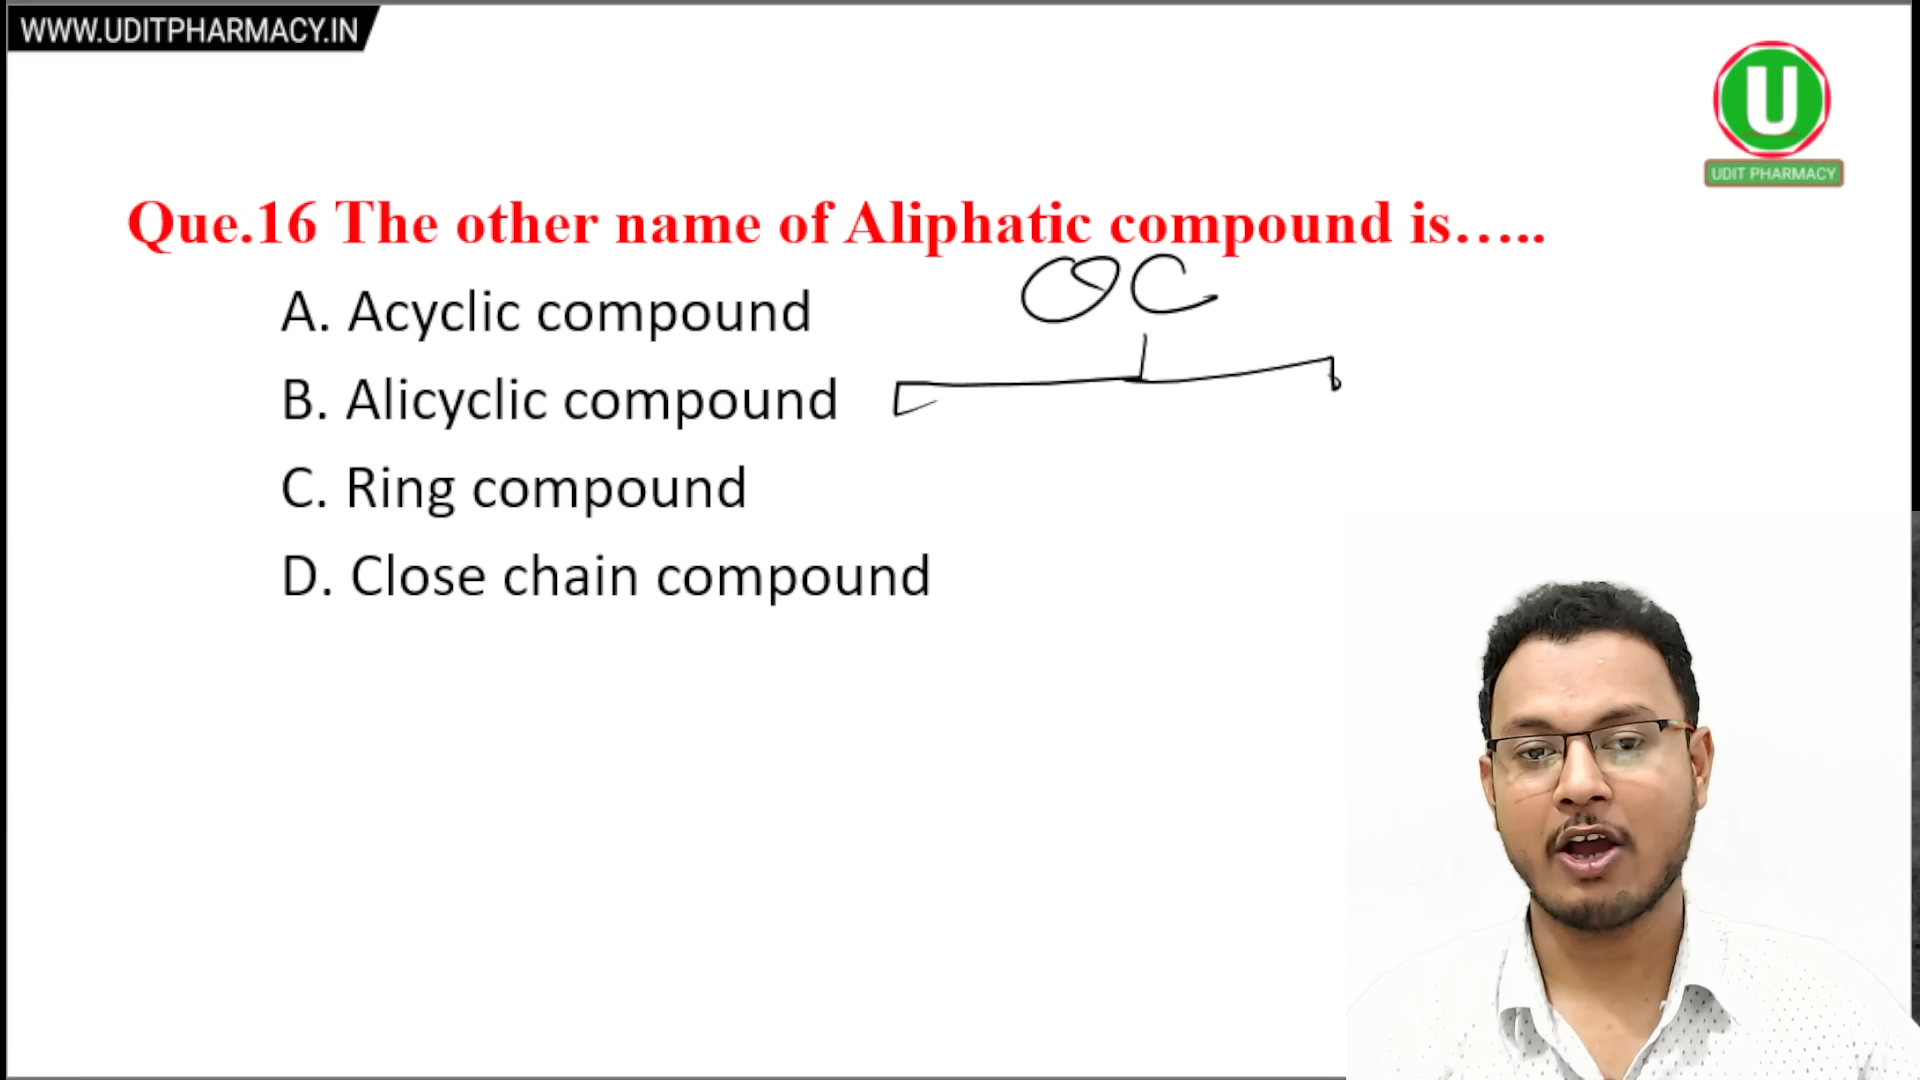 WWW.UDITPHARMACY.IN
U
UDIT PHARMACY
Que.16 The other name of Aliphatic compound is…..
OC
A. Acyclic compound
B. Alicyclic compound
C. Ring compound
D. Close chain compound